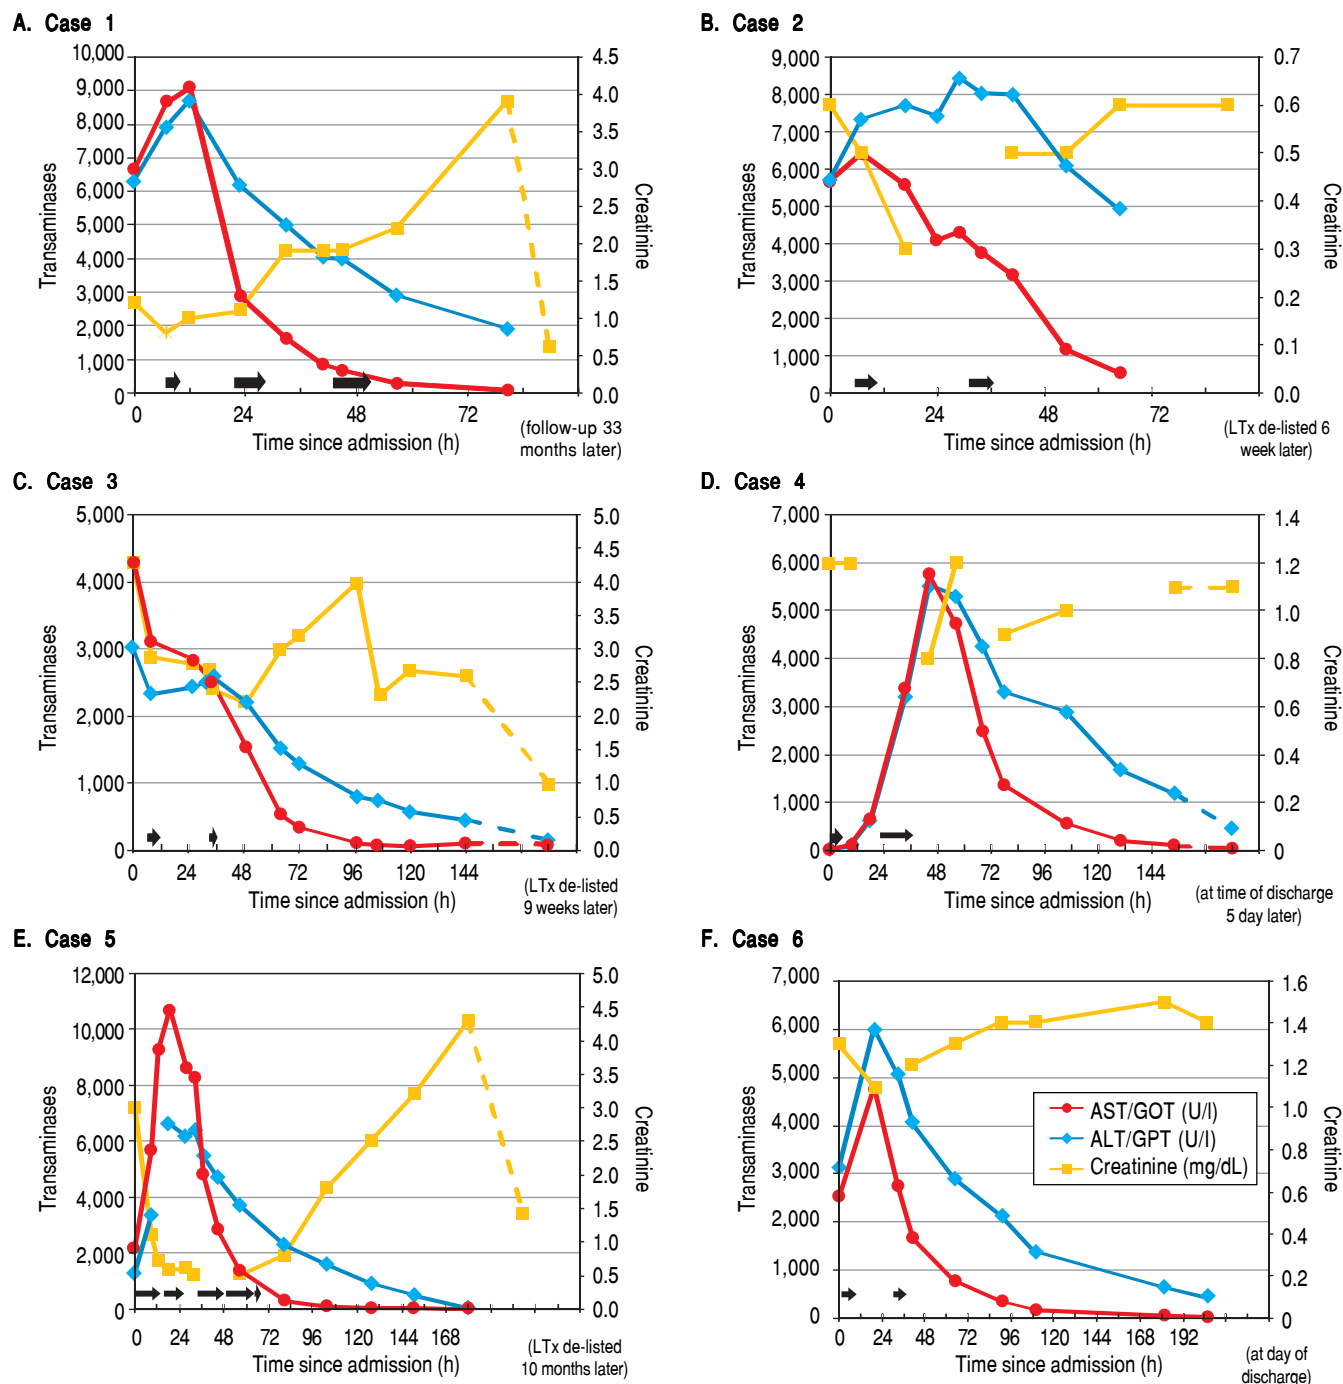 A. Case 1
10,000
9,000
8,000
7,000
6,000
5,000
4,000
3,000
2,000
1,000
0
Transaminases
4.5
4.0
3.5
3.0
2.5
2.0
1.5
1.0
0.5
0.0
Creatinine
0 24 48 72
Time since admission (h)
(follow-up 33
months later)
B. Case 2
9,000
8,000
7,000
6,000
5,000
4,000
3,000
2,000
1,000
0
Transaminases
0.7
0.6
0.5
0.4
0.3
0.2
0.1
0.0
Creatinine
0 24 48 72
Time since admission (h)
(LTx de-listed 6
week later)
C. Case 3
5,000
4,000
3,000
2,000
1,000
0
Transaminases
5.0
4.5
4.0
3.5
3.0
2.5
2.0
1.5
1.0
0.5
0.0
Creatinine
0 24 48 72 96 120 144
Time since admission (h)
(LTx de-listed
9 weeks later)
D. Case 4
7,000
6,000
5,000
4,000
3,000
2,000
1,000
0
Transaminases
1.4
1.2
1.0
0.8
0.6
0.4
0.2
0
Creatinine
0 24 48 72 96 120 144
Time since admission (h)
(at time of discharge
5 day later)
E. Case 5
12,000
10,000
8,000
6,000
4,000
2,000
0
Transaminases
5.0
4.5
4.0
3.5
3.0
2.5
2.0
1.5
1.0
0.5
0.0
Creatinine
0 24 48 72 96 120 144 168
Time since admission (h)
(LTx de-listed
10 months later)
F. Case 6
7,000
6,000
5,000
4,000
3,000
2,000
1,000
0
Transaminases
1.6
1.4
1.2
1.0
0.8
0.6
0.4
0.2
0
Creatinine
AST/GOT (U/l)
ALT/GPT (U/l)
Creatinine (mg/dL)
0 24 48 72 96 120 144 168 192
Time since admission (h)
(at day of
discharge)